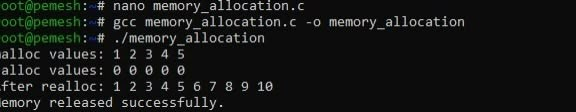 oot@pemesh:~# nano memory_allocation.c
oot@pemesh:~# gcc memory_allocation.c -o memory_allocation
oot@pemesh:~# ./memory_allocation
alloc values: 1 2 3 4 5
alloc values: 0 0 0 0 0
fter realloc: 1 2 3 4 5 6 7 8 9 10
emory released successfully.